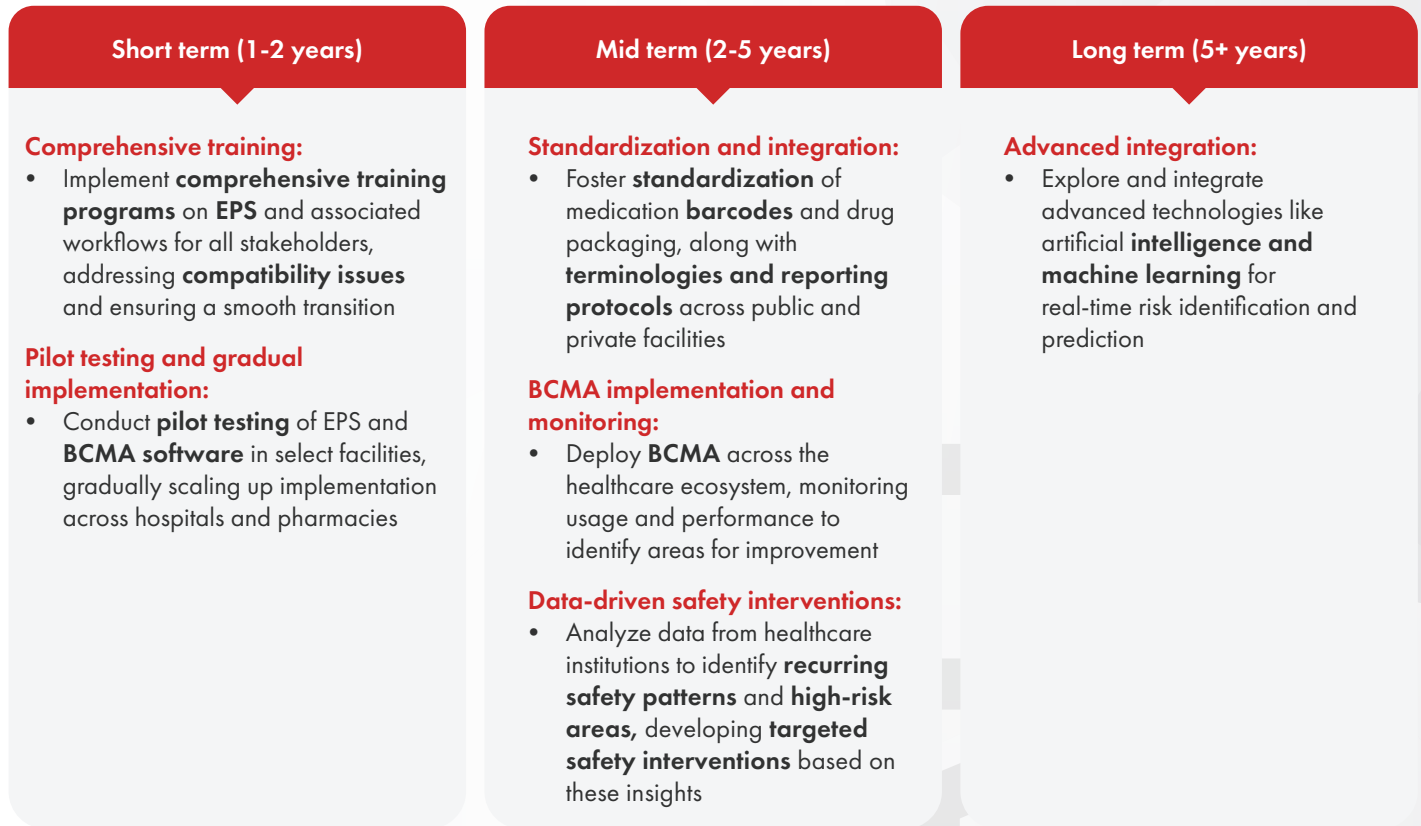 Short term (1-2 years)
Comprehensive training:
• Implement comprehensive training
programs on EPS and associated
workflows for all stakeholders,
addressing compatibility issues
and ensuring a smooth transition
Pilot testing and gradual
implementation:
• Conduct pilot testing of EPS and
BCMA software in select facilities,
gradually scaling up implementation
across hospitals and pharmacies
Mid term (2-5 years)
Standardization and integration:
• Foster standardization of
medication barcodes and drug
packaging, along with
terminologies and reporting
protocols across public and
private facilities
BCMA implementation and
monitoring:
• Deploy BCMA across the
healthcare ecosystem, monitoring
usage and performance to
identify areas for improvement
Data-driven safety interventions:
• Analyze data from healthcare
institutions to identify recurring
safety patterns and high-risk
areas, developing targeted
safety interventions based on
these insights
Long term (5+ years)
Advanced integration:
• Explore and integrate
advanced technologies like
artificial intelligence and
machine learning for
real-time risk identification and
prediction